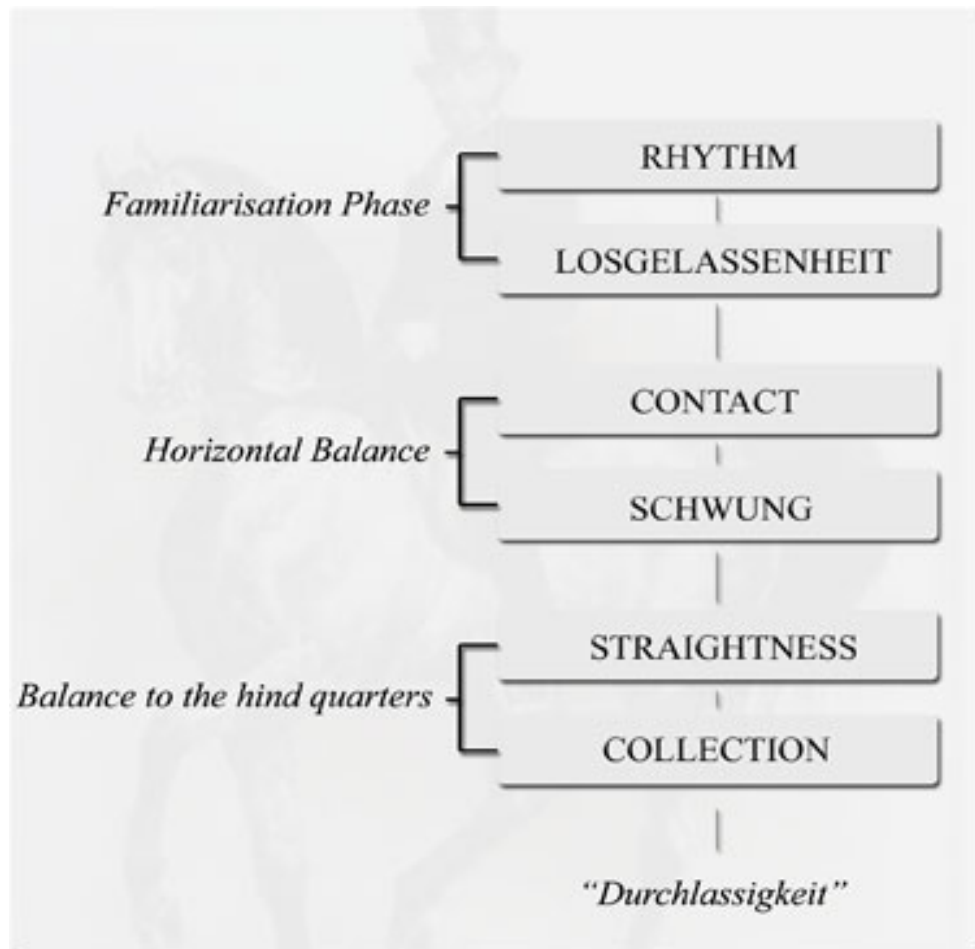 RHYTHM
Familiarisation Phase
LOSGELASSENHEIT
CONTACT
Horizontal Balance
SCHWUNG
STRAIGHTNESS
Balance to the hind quarters
COLLECTION
“Durchlassigkeit”